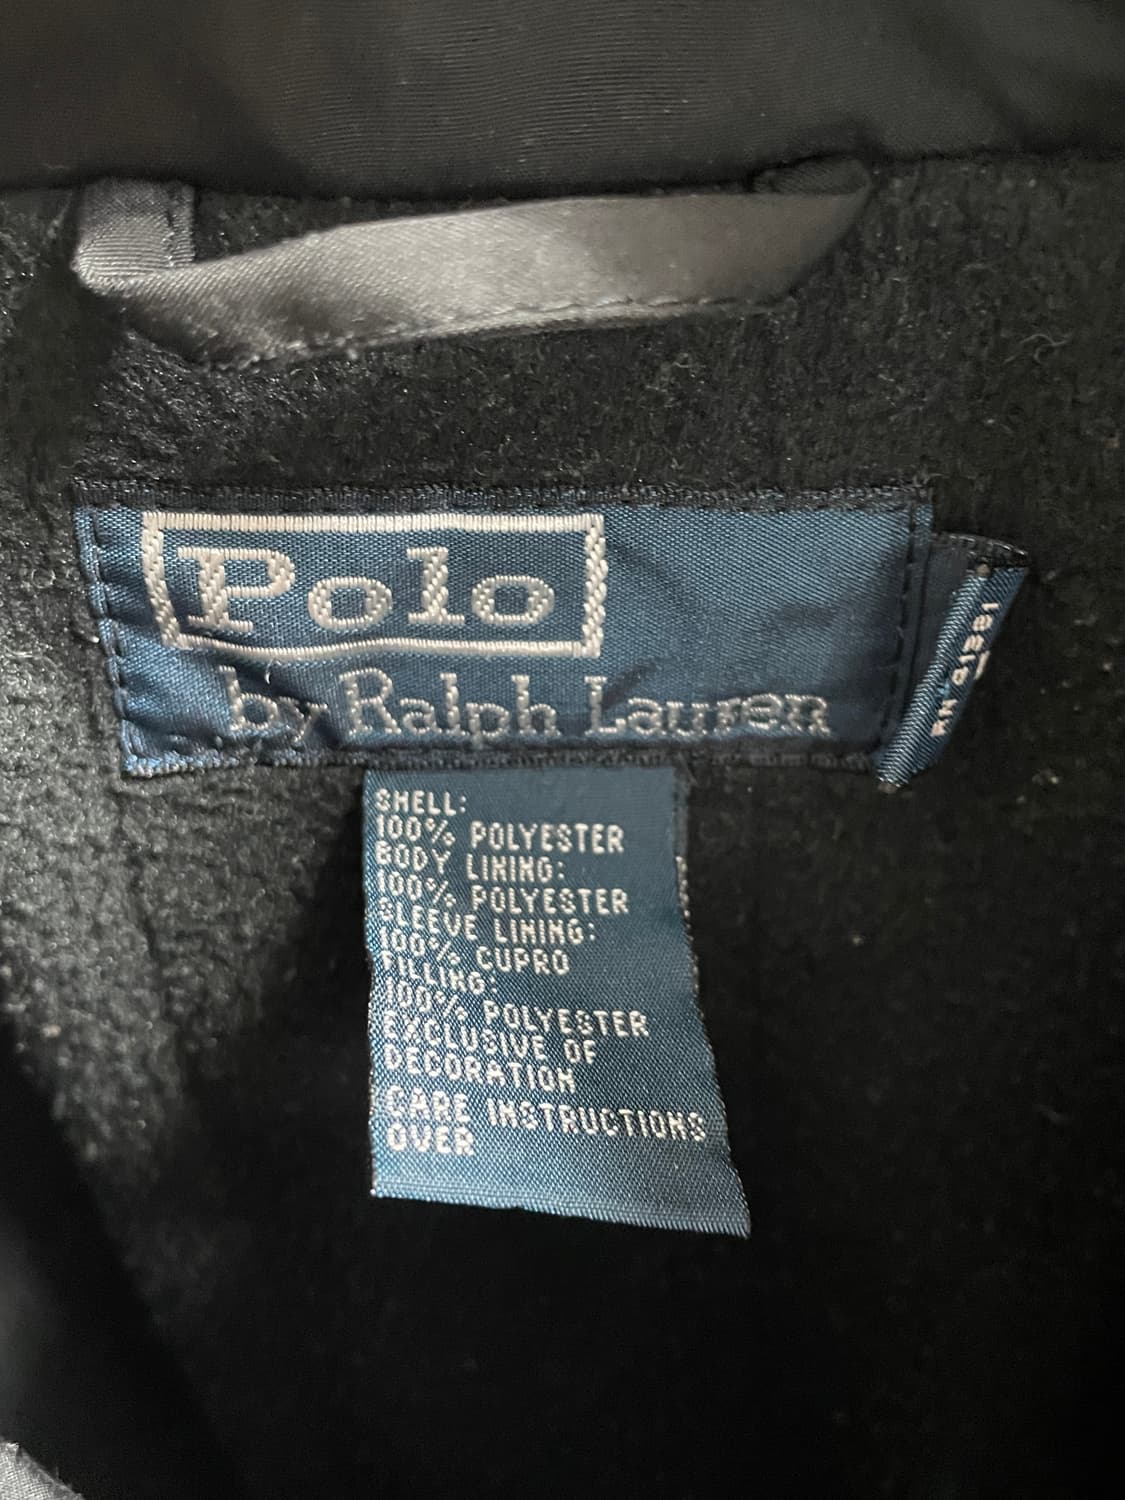 Polo
by Ralph Lauren
SHELL:
100% POLYESTER
BODY LINING:
100% POLYESTER
SLEEVE LINING:
100% CUPRO
FILLING:
100% POLYESTER
EXCLUSIVE OF
DECORATION
CARE INSTRUCTIONS
OVER